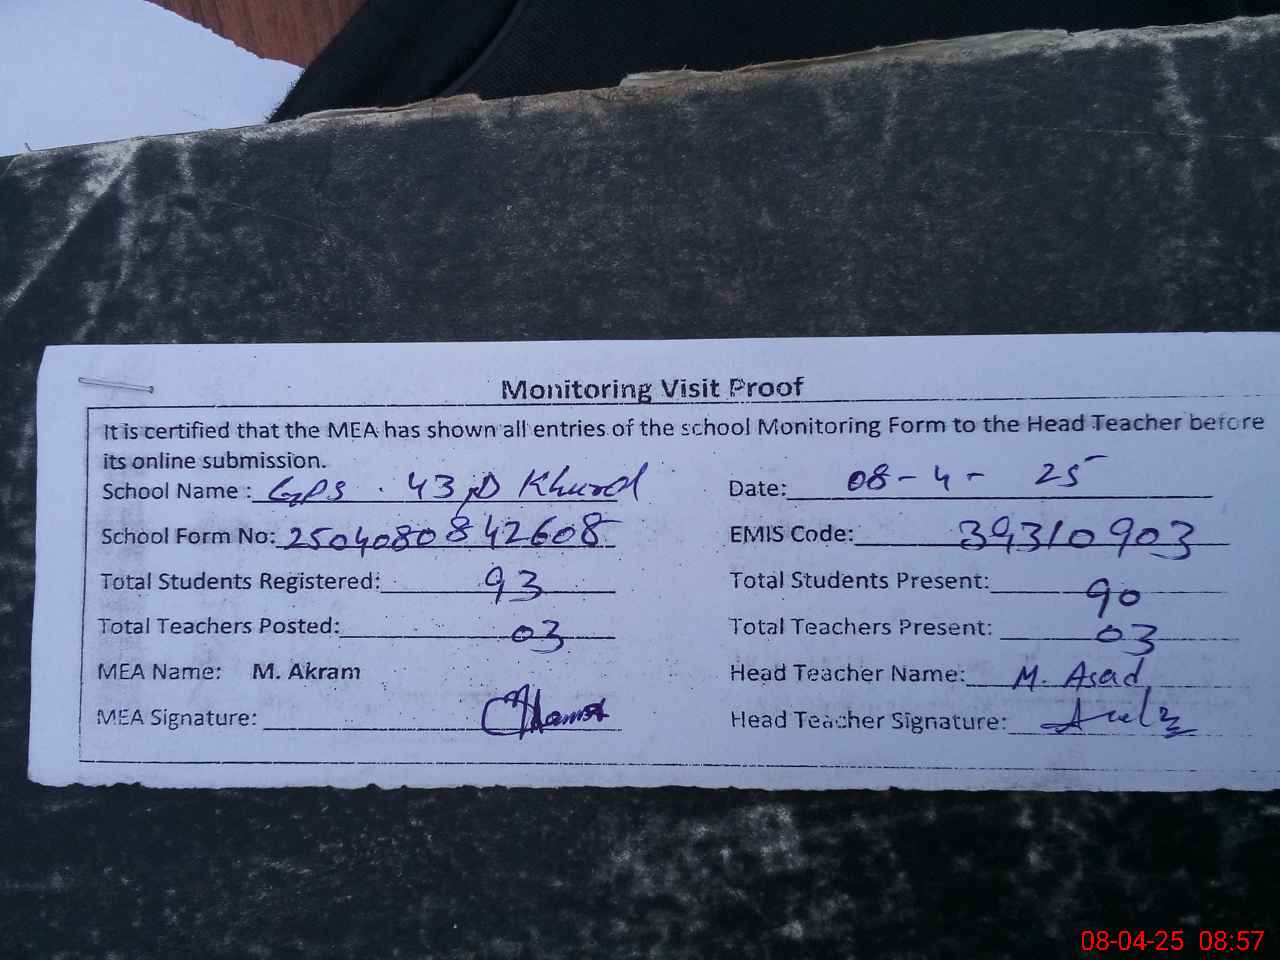 Monitoring Visit Proof
It is certified that the MEA has shown all entries of the school Monitoring Form to the Head Teacher before
its online submission.
School Name : GPS . 43/D Khurd Date: 08-4-25
School Form No: 2504080842608 EMIS Code: 39310903
Total Students Registered: 93 Total Students Present: 90
Total Teachers Posted: 03 Total Teachers Present: 03
MEA Name: M. Akram Head Teacher Name: M. Asad
MEA Signature: Head Teacher Signature:
08-04-25 08:57